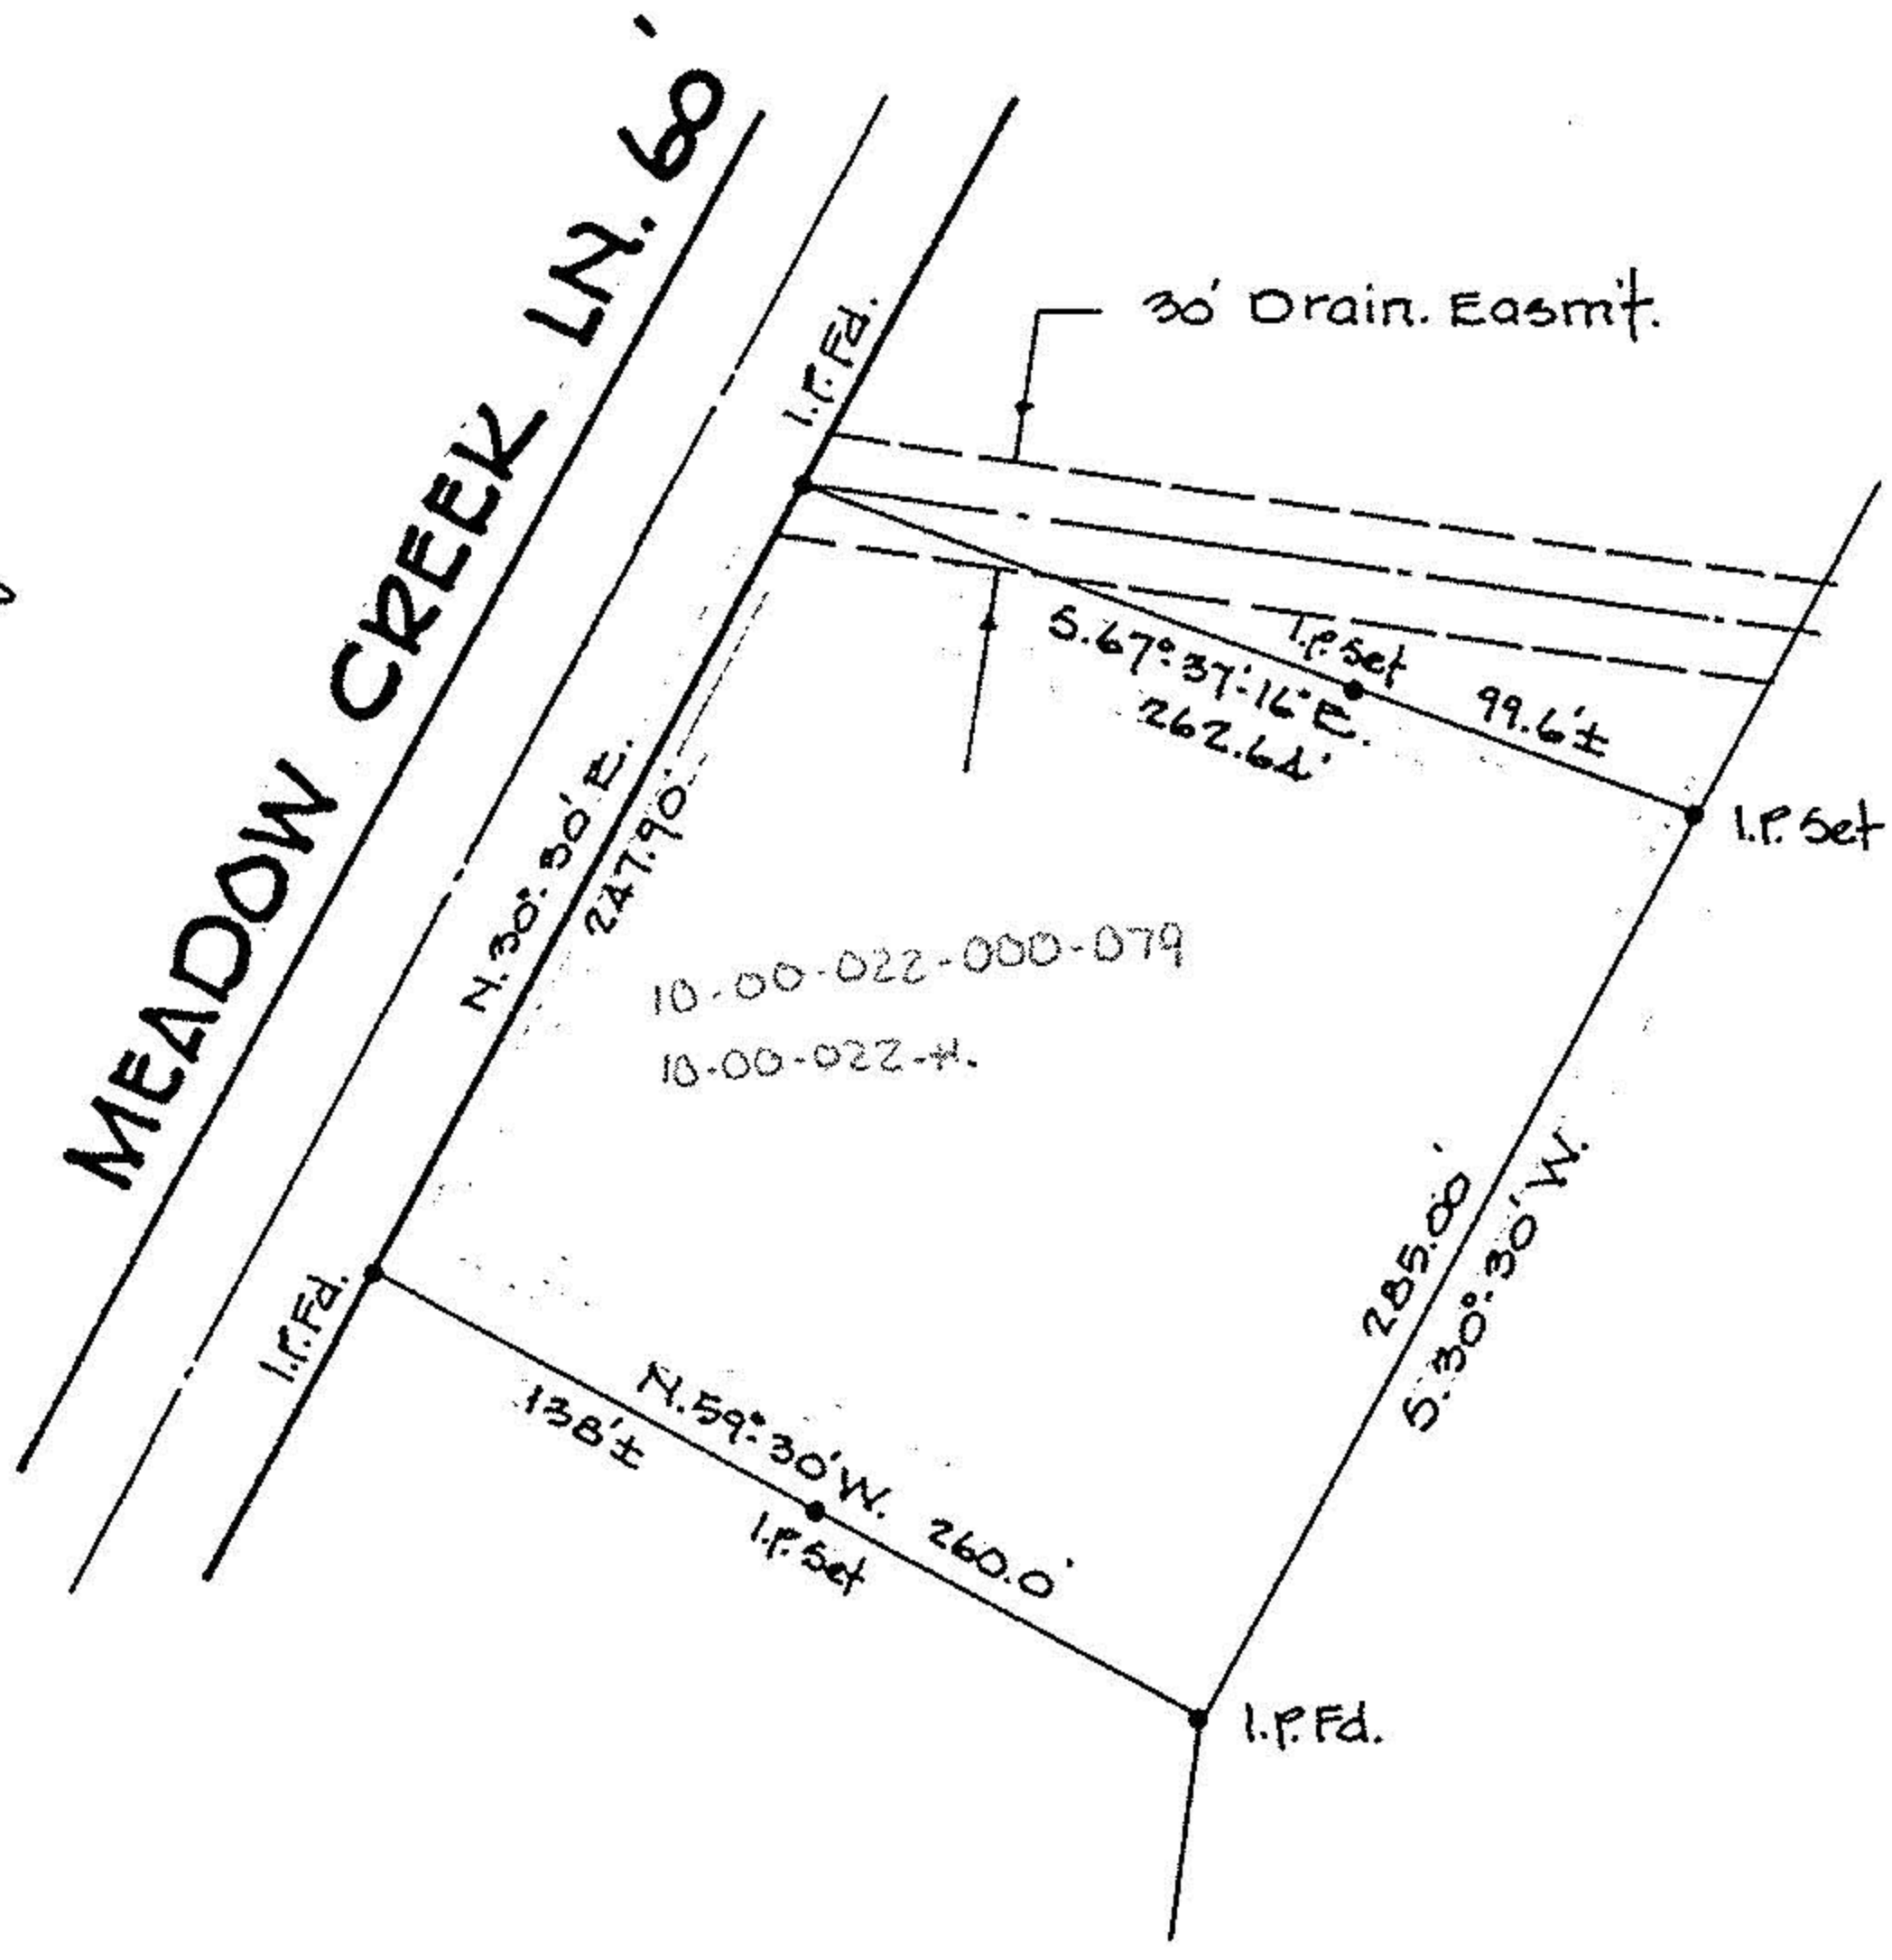 MEADOW CREEK LN. 60'
30' Drain. Easm't.
I.P. Fd.
I.P. Set
S.67°:37':16"E.
262.64'
99.6'±
I.P. Set
N.30°:30'E.
247.90'
10-00-022-000-079
10-00-022-H.
285.00'
S.30°:30'W.
I.P. Fd.
N.59°:30'W. 260.0'
138'±
I.P. Set
I.P. Fd.